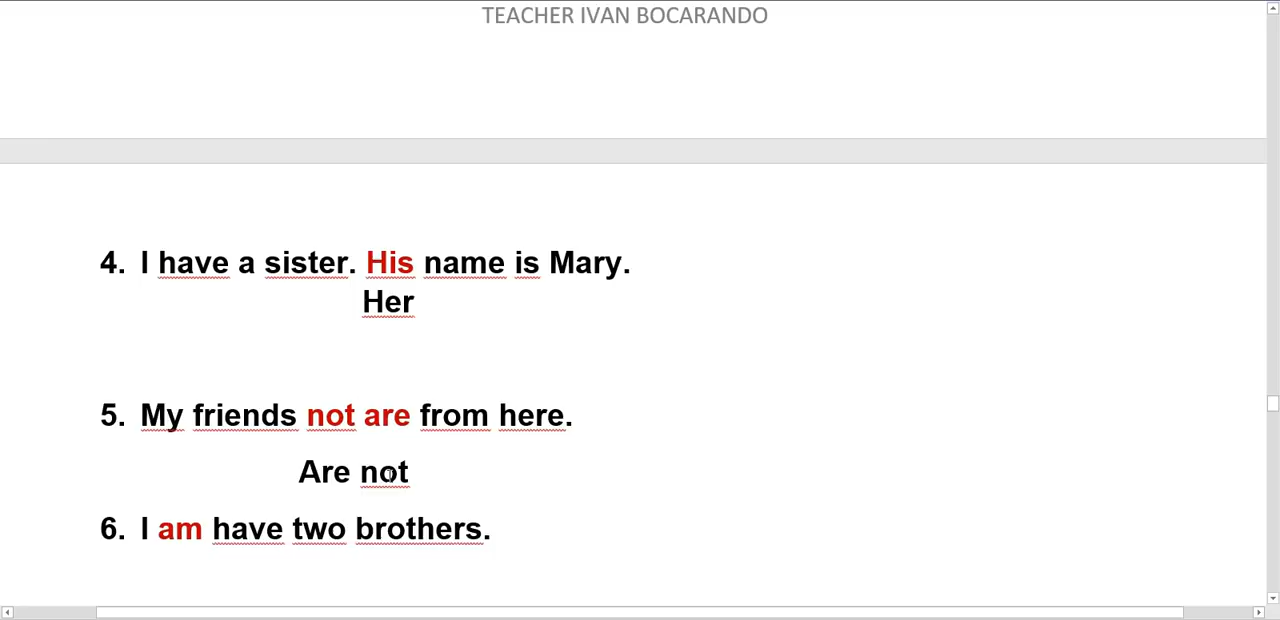 TEACHER IVAN BOCARANDO
4. I have a sister. His name is Mary.
Her
5. My friends not are from here.
Are not
6. I am have two brothers.